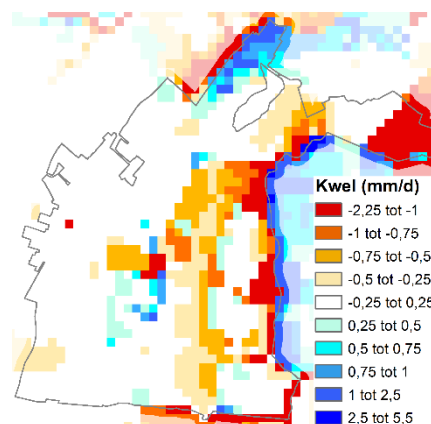 Kwel (mm/d)
-2,25 tot -1
-1 tot -0,75
-0,75 tot -0,5
-0,5 tot -0,25
-0,25 tot 0,25
0,25 tot 0,5
0,5 tot 0,75
0,75 tot 1
1 tot 2,5
2,5 tot 5,5